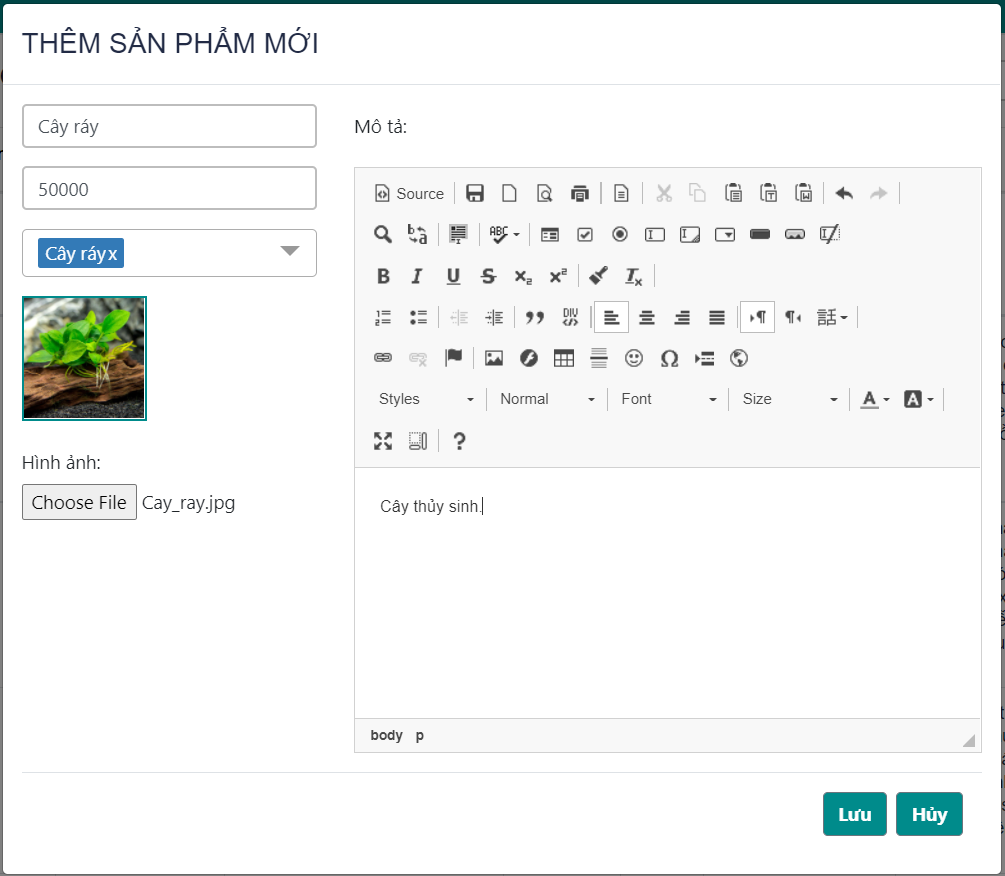 THÊM SẢN PHẨM MỚI
Cây ráy
50000
Cây ráyx
Hình ảnh:
Choose File Cay_ray.jpg
Mô tả:
Source
Styles Normal Font Size
Cây thủy sinh.
body p
Lưu Hủy